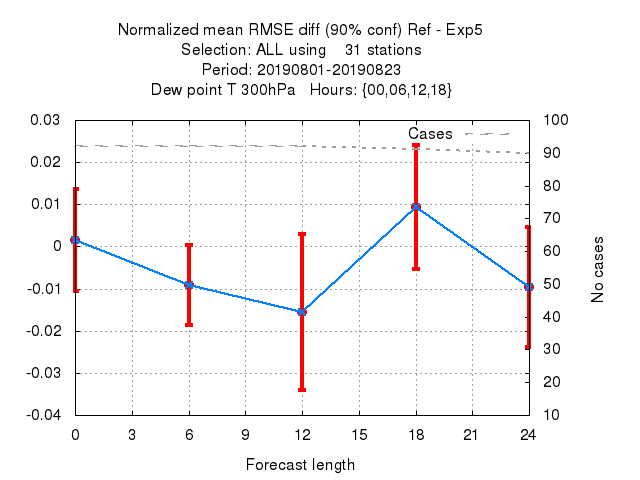 Normalized mean RMSE diff (90% conf) Ref - Exp5
Selection: ALL using    31 stations
Period: 20190801-20190823
Dew point T 300hPa   Hours: {00,06,12,18}
Cases
0.03
0.02
0.01
0
-0.01
-0.02
-0.03
-0.04
100
90
80
70
60
50
40
30
20
10
No cases
0 3 6 9 12 15 18 21 24
Forecast length